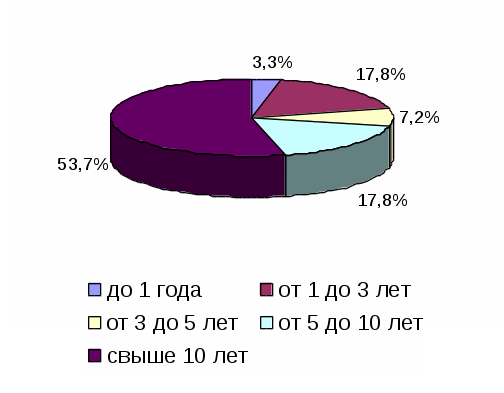 3,3%
17,8%
7,2%
53,7%
17,8%
до 1 года
от 1 до 3 лет
от 3 до 5 лет
от 5 до 10 лет
свыше 10 лет